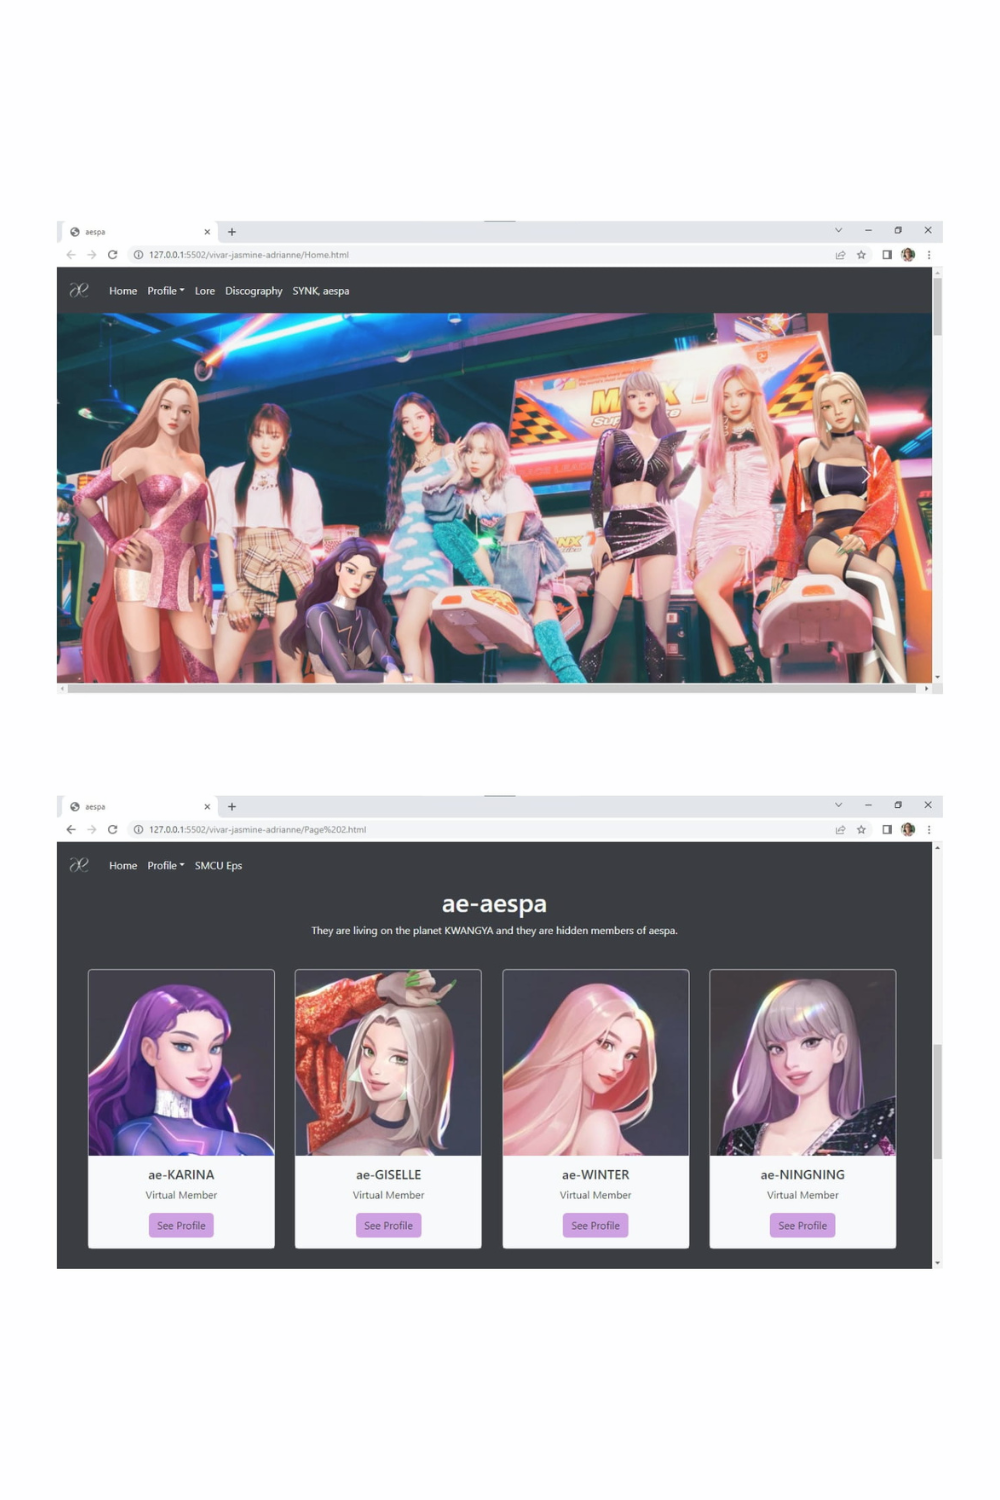 aespa
127.0.0.1:5502/vivar-jasmine-adrianne/Home.html
Home Profile Lore Discography SYNK, aespa
aespa
127.0.0.1:5502/vivar-jasmine-adrianne/Page%202.html
Home Profile SMCU Eps
ae-aespa
They are living on the planet KWANGYA and they are hidden members of aespa.
ae-KARINA ae-GISELLE ae-WINTER ae-NINGNING
Virtual Member Virtual Member Virtual Member Virtual Member
See Profile See Profile See Profile See Profile